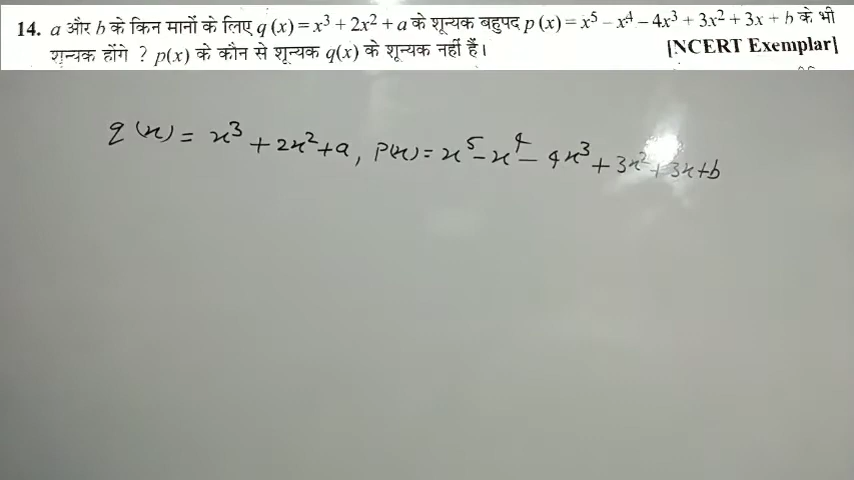 14. a और b के किन मानों के लिए q (x) = x³ + 2x² + a के शून्यक बहुपद p (x) = x⁵ – x⁴ – 4x³ + 3x² + 3x + b के भी
शून्यक होंगे ? p(x) के कौन से शून्यक q(x) के शून्यक नहीं हैं। [NCERT Exemplar]
q(x) = x³ + 2x² + a, p(x) = x⁵ - x⁴ - 4x³ + 3x² + 3x + b